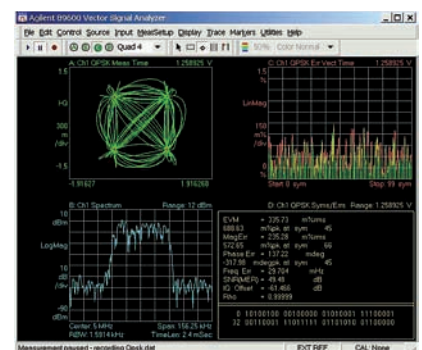 Agilent 89600 Vector Signal Analyzer
File Edit Control Source Input MeasSetup Display Trace Markers Utilities Help
Quad 4 50% Color Normal
A: Ch1 QPSK Meas Time 1.258925 V
1.5
I-Q
300
m
/div
-1.5
-1.91627 1.916268
C: Ch1 QPSK Err Vect Time 1.258925 V
1.5
%
LinMag
150
m%
/div
0
%
Start: 0 sym Stop: 99 sym
B: Ch1 Spectrum Range: 12 dBm
10
dBm
LogMag
10
dB
/div
-90
dBm
Center: 5 MHz Span: 156.25 kHz
RBW: 1.5914 kHz TimeLen: 2.4 mSec
D: Ch1 QPSK Syms/Errs Range: 1.258925 V
EVM = 335.73 m%rms
688.63 m%pk at sym 45
MagErr = 235.28 m%rms
572.65 m%pk at sym 45
Phase Err = 137.22 mdeg
-317.98 mdegpk at sym 66
Freq Err = 29.704 mHz
SNR(MER) = 49.48 dB
IQ Offset = -61.466 dB
Rho = 0.99999
0 10100100 00100000 01011100
32 00110001 11011111 01101010 01100000
Measurement paused - recording Qpsk.dat EXT REF CAL: None